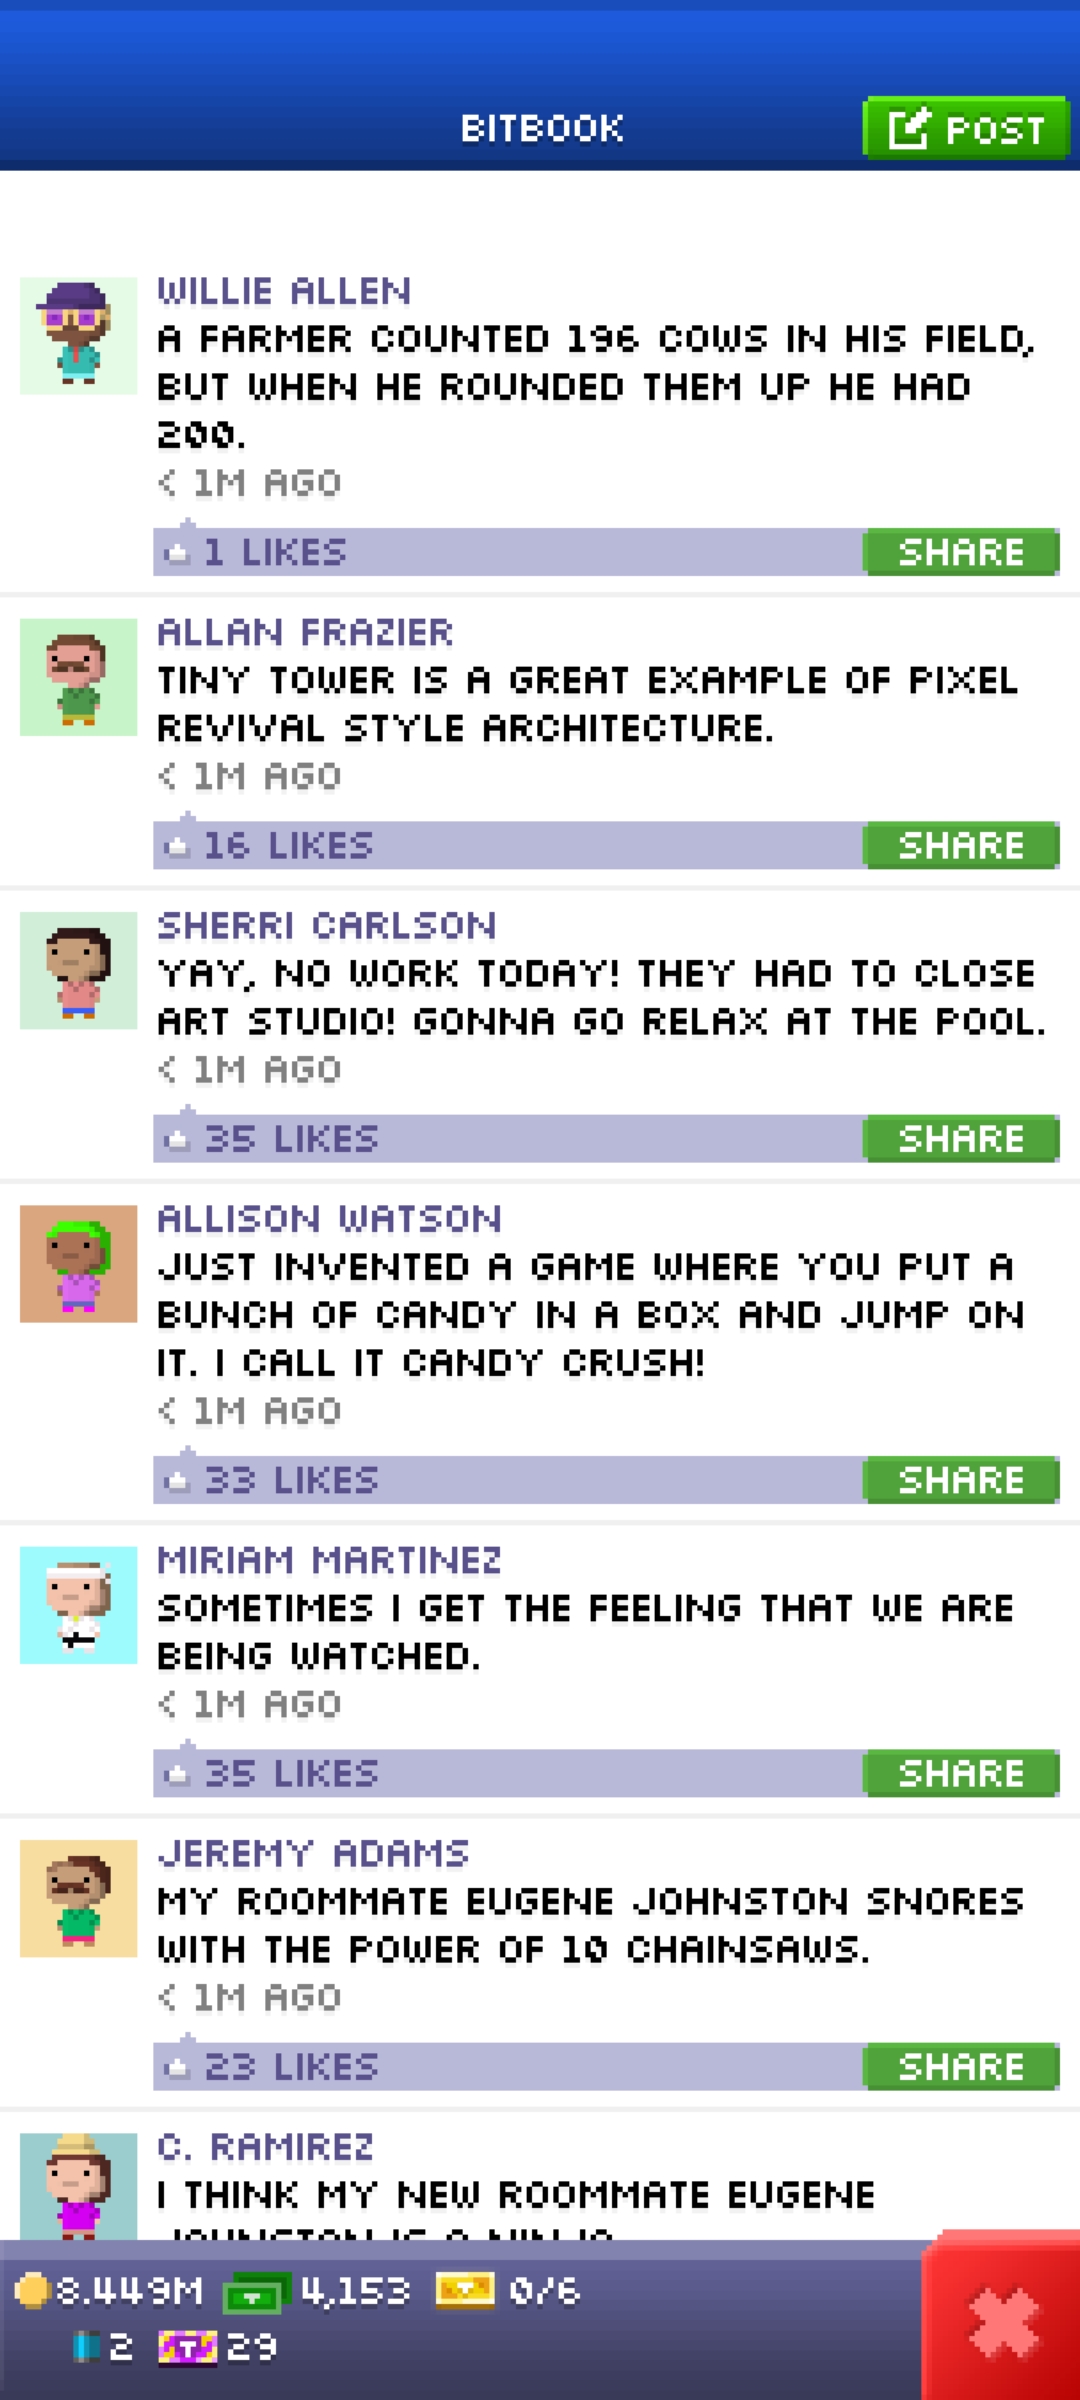 BITBOOK
POST
WILLIE ALLEN
A FARMER COUNTED 196 COWS IN HIS FIELD,
BUT WHEN HE ROUNDED THEM UP HE HAD
200.
< 1M AGO
1 LIKES
SHARE
ALLAN FRAZIER
TINY TOWER IS A GREAT EXAMPLE OF PIXEL
REVIVAL STYLE ARCHITECTURE.
< 1M AGO
16 LIKES
SHARE
SHERRI CARLSON
YAY, NO WORK TODAY! THEY HAD TO CLOSE
ART STUDIO! GONNA GO RELAX AT THE POOL.
< 1M AGO
35 LIKES
SHARE
ALLISON WATSON
JUST INVENTED A GAME WHERE YOU PUT A
BUNCH OF CANDY IN A BOX AND JUMP ON
IT. I CALL IT CANDY CRUSH!
< 1M AGO
33 LIKES
SHARE
MIRIAM MARTINEZ
SOMETIMES I GET THE FEELING THAT WE ARE
BEING WATCHED.
< 1M AGO
35 LIKES
SHARE
JEREMY ADAMS
MY ROOMMATE EUGENE JOHNSTON SNORES
WITH THE POWER OF 10 CHAINSAWS.
< 1M AGO
23 LIKES
SHARE
C. RAMIREZ
I THINK MY NEW ROOMMATE EUGENE
JOHNSTON IS A NINJA
8.449M 4,153 0/6
2 T 29